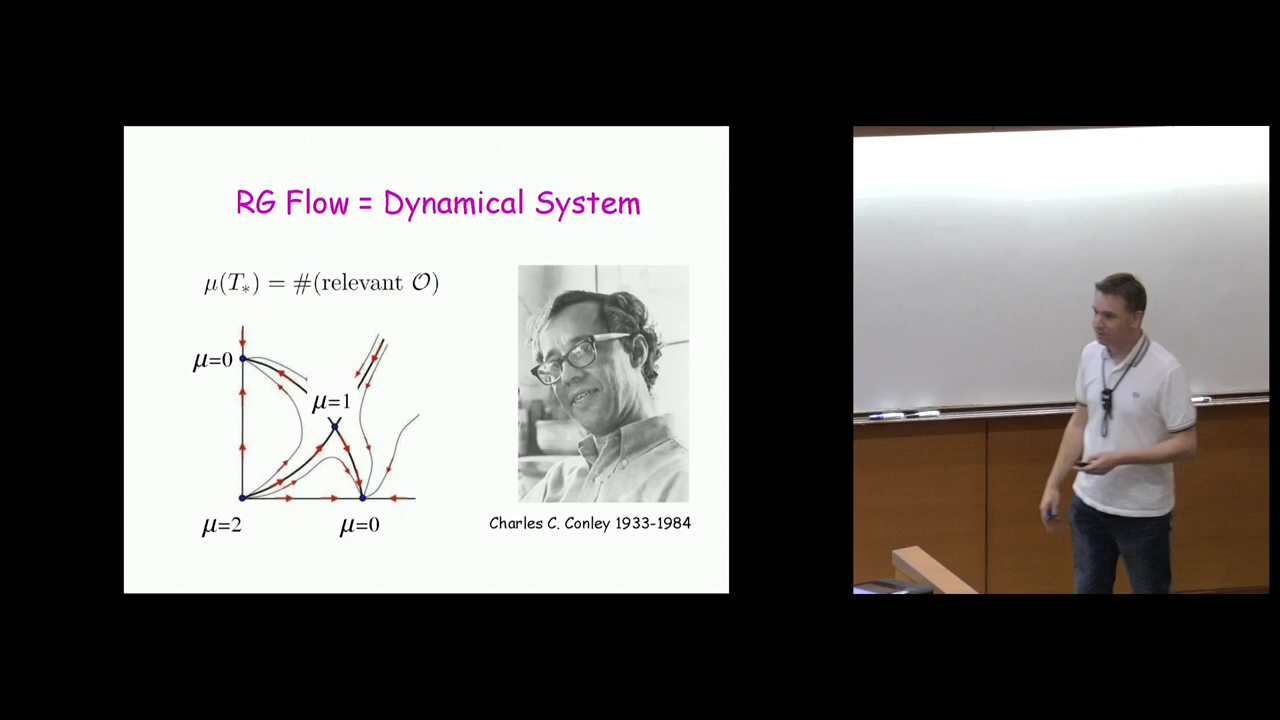 RG Flow = Dynamical System
μ(T∗) = #(relevant 𝒪)
μ=0
μ=1
μ=2
μ=0
Charles C. Conley 1933-1984